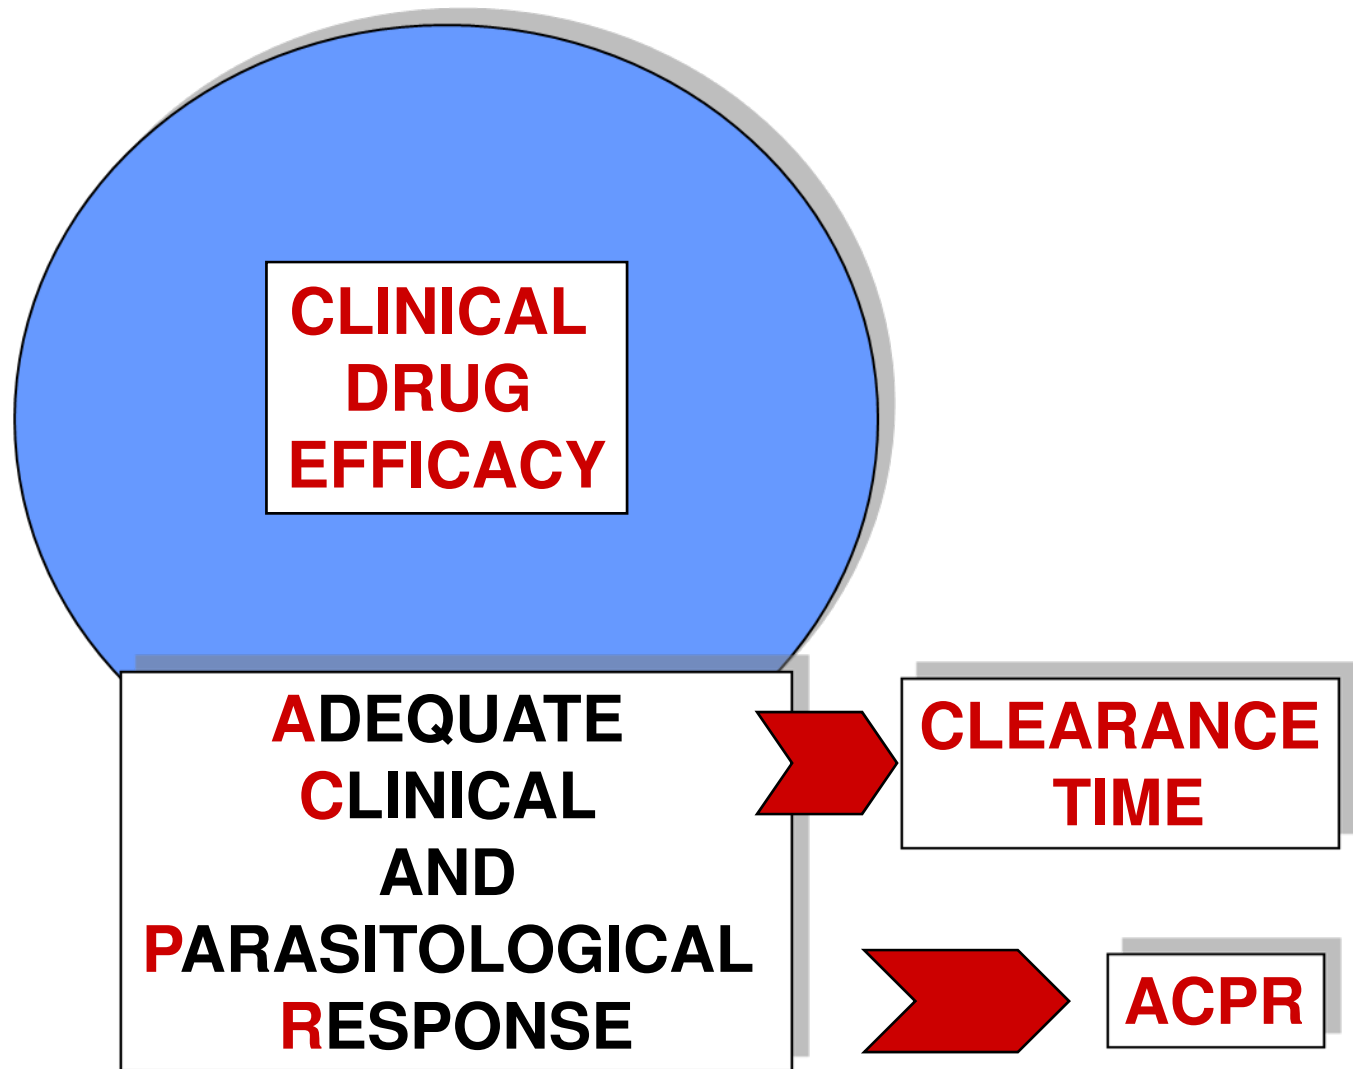 CLINICAL
DRUG
EFFICACY
ADEQUATE
CLINICAL
AND
PARASITOLOGICAL
RESPONSE
CLEARANCE
TIME
ACPR